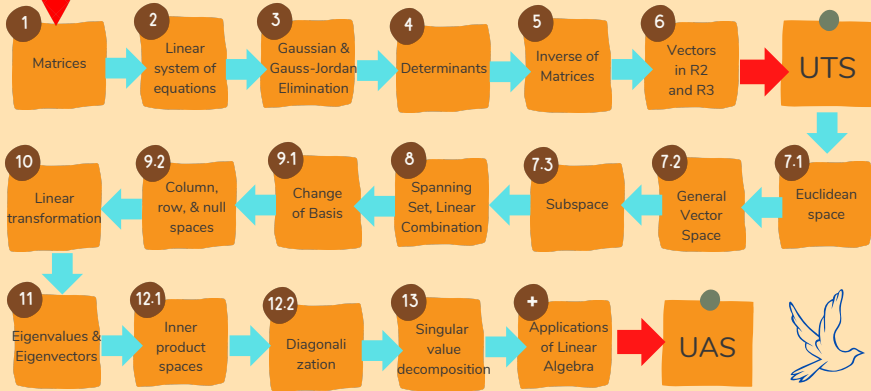 1
Matrices
2
Linear
system of
equations
3
Gaussian &
Gauss-Jordan
Elimination
4
Determinants
5
Inverse of
Matrices
6
Vectors
in R2
and R3
UTS
7.1
Euclidean
space
7.2
General
Vector
Space
7.3
Subspace
8
Spanning
Set, Linear
Combination
9.1
Change
of Basis
9.2
Column,
row, & null
spaces
10
Linear
transformation
11
Eigenvalues &
Eigenvectors
12.1
Inner
product
spaces
12.2
Diagonali
zation
13
Singular
value
decomposition
+
Applications
of Linear
Algebra
UAS